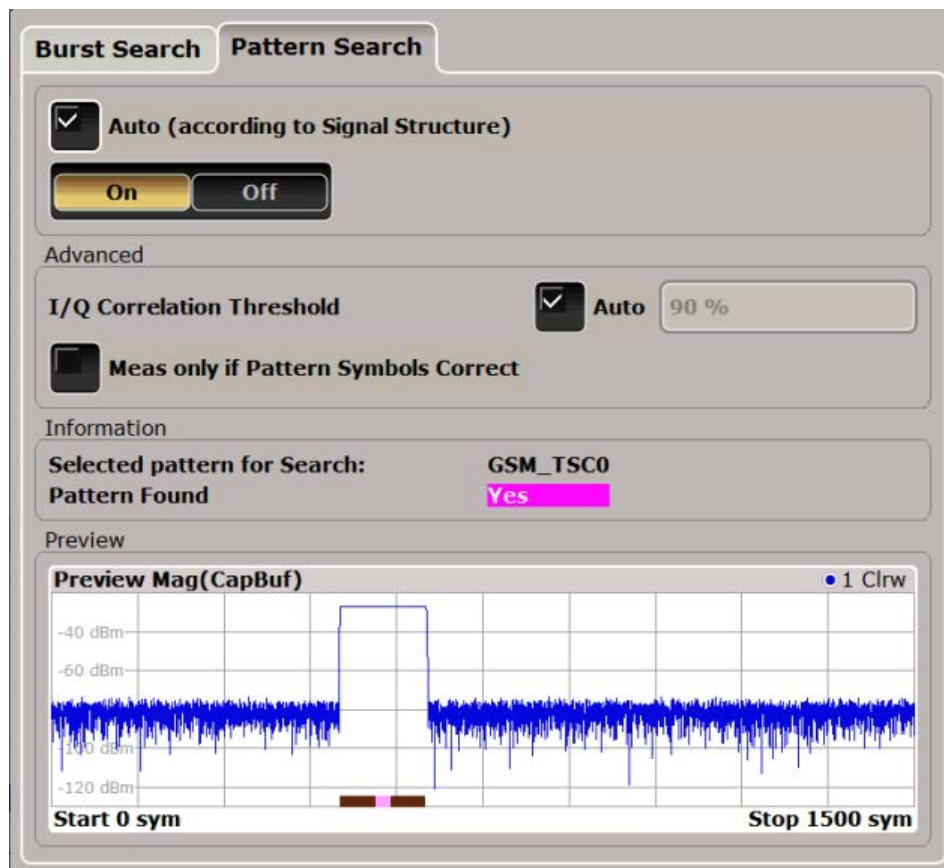 Burst Search
Pattern Search
Auto (according to Signal Structure)
On Off
Advanced
I/Q Correlation Threshold Auto 90 %
Meas only if Pattern Symbols Correct
Information
Selected pattern for Search: GSM_TSC0
Pattern Found Yes
Preview
Preview Mag(CapBuf) 1 Clrw
-40 dBm
-60 dBm
-100 dBm
-120 dBm
Start 0 sym Stop 1500 sym